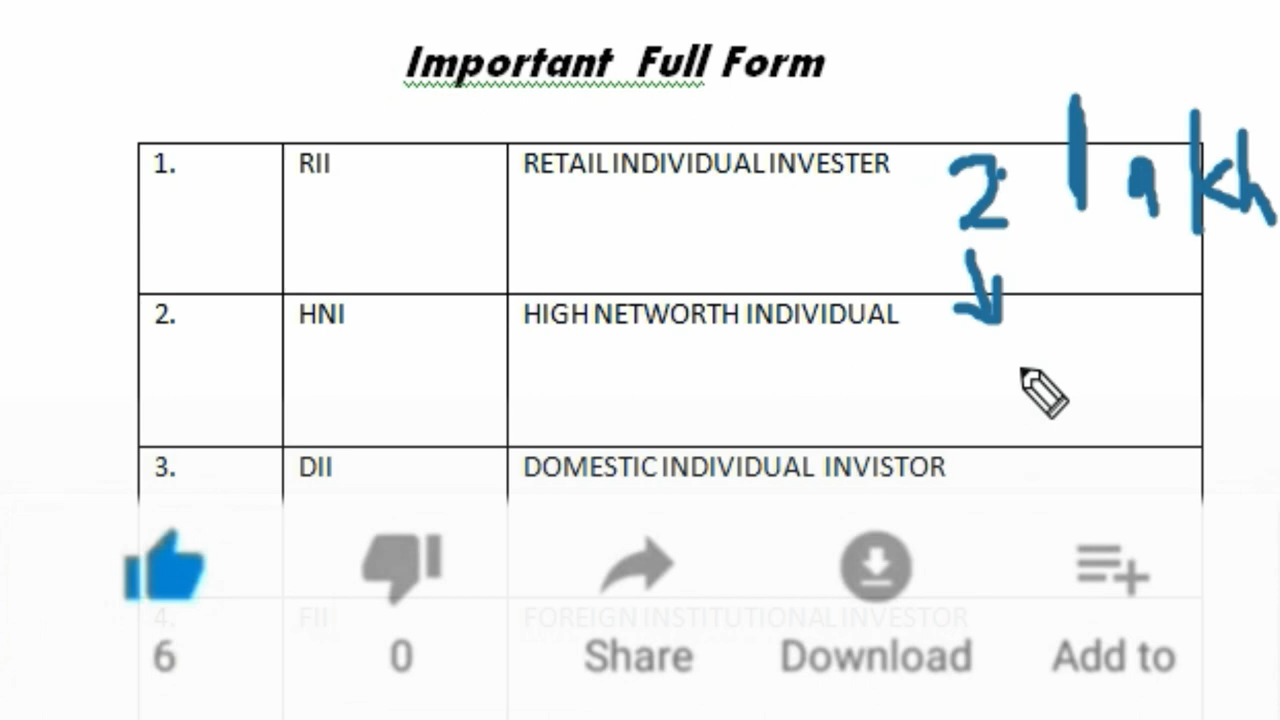 Important Full Form
1. RII RETAIL INDIVIDUAL INVESTER 2 lakh
2. HNI HIGH NETWORTH INDIVIDUAL
3. DII DOMESTIC INDIVIDUAL INVISTOR
4. FII FOREIGN INSTITUTIONAL INVESTOR
6 0 Share Download Add to